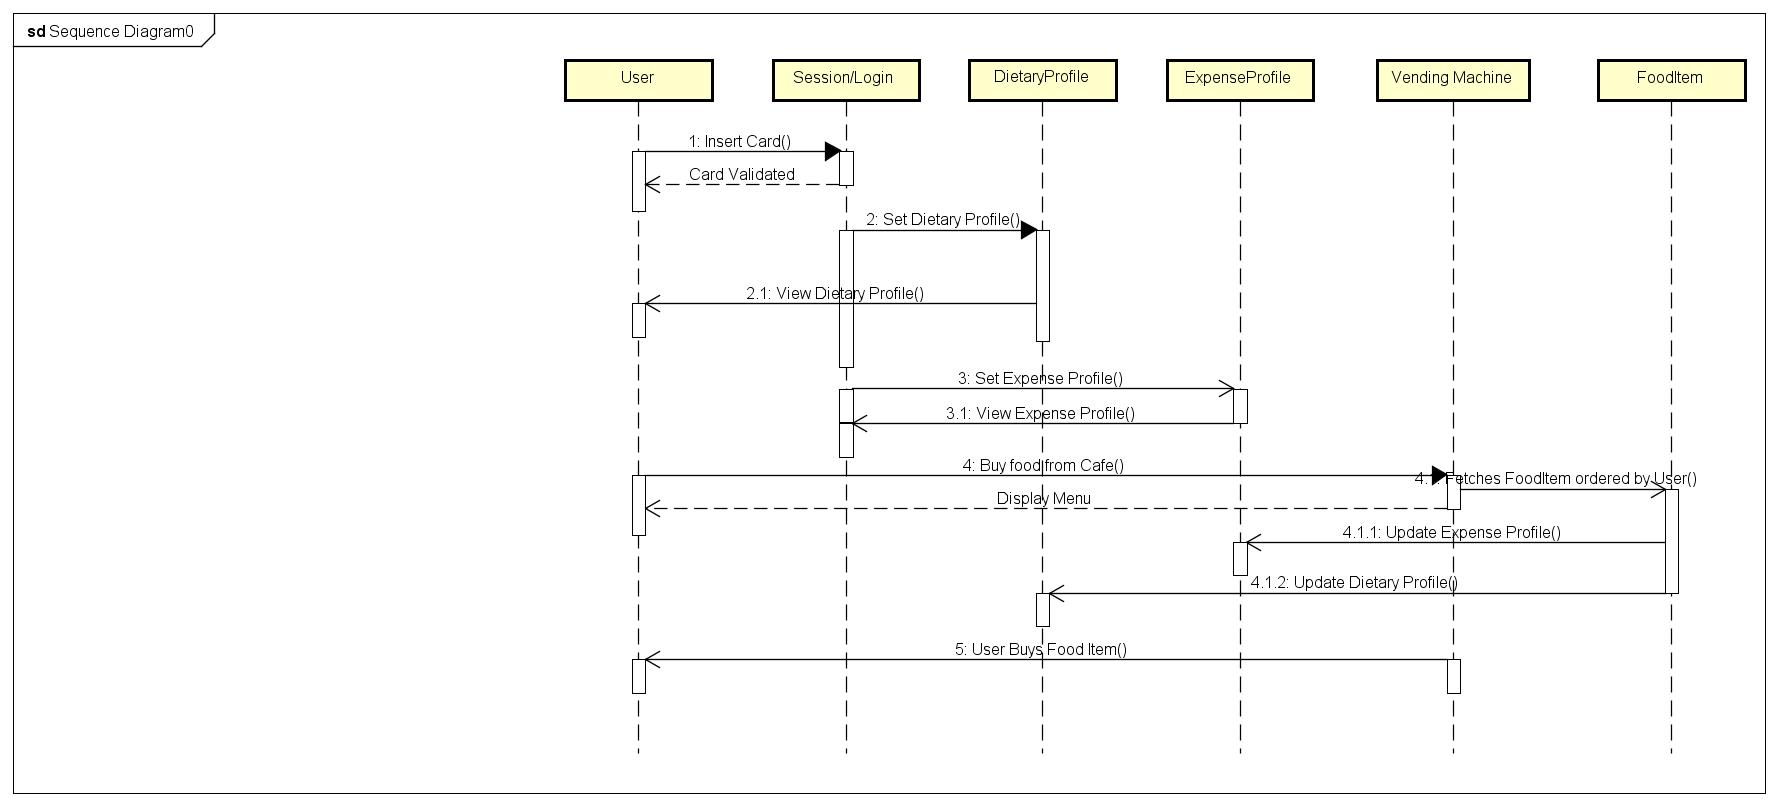 sd Sequence Diagram0
User
Session/Login
DietaryProfile
ExpenseProfile
Vending Machine
FoodItem
1: Insert Card()
Card Validated
2: Set Dietary Profile()
2.1: View Dietary Profile()
3: Set Expense Profile()
3.1: View Expense Profile()
4: Buy food from Cafe()
4.1: Fetches FoodItem ordered by User()
Display Menu
4.1.1: Update Expense Profile()
4.1.2: Update Dietary Profile()
5: User Buys Food Item()